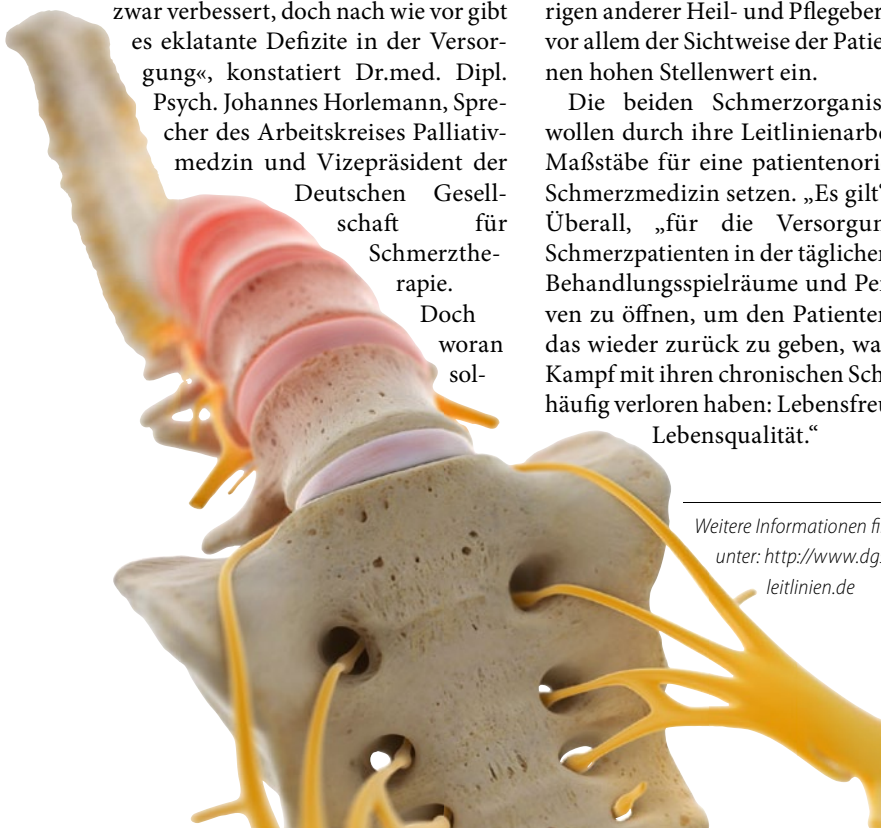 zwar verbessert, doch nach wie vor gibt
es eklatante Defizite in der Versor-
gung«, konstatiert Dr.med. Dipl.
Psych. Johannes Horlemann, Spre-
cher des Arbeitskreises Palliativ-
medzin und Vizepräsident der
Deutschen Gesell-
schaft für
Schmerzthe-
rapie.
Doch
woran
sol-
rigen anderer Heil- und Pflegeber
vor allem der Sichtweise der Patie
nen hohen Stellenwert ein.
Die beiden Schmerzorganis
wollen durch ihre Leitlinienarbe
Maßstäbe für eine patientenori
Schmerzmedizin setzen. „Es gilt“
Überall, „für die Versorgun
Schmerzpatienten in der tägliche
Behandlungsspielräume und Per
ven zu öffnen, um den Patienten
das wieder zurück zu geben, wa
Kampf mit ihren chronischen Sch
häufig verloren haben: Lebensfreu
Lebensqualität.“
Weitere Informationen fi
unter: http://www.dg
leitlinien.de